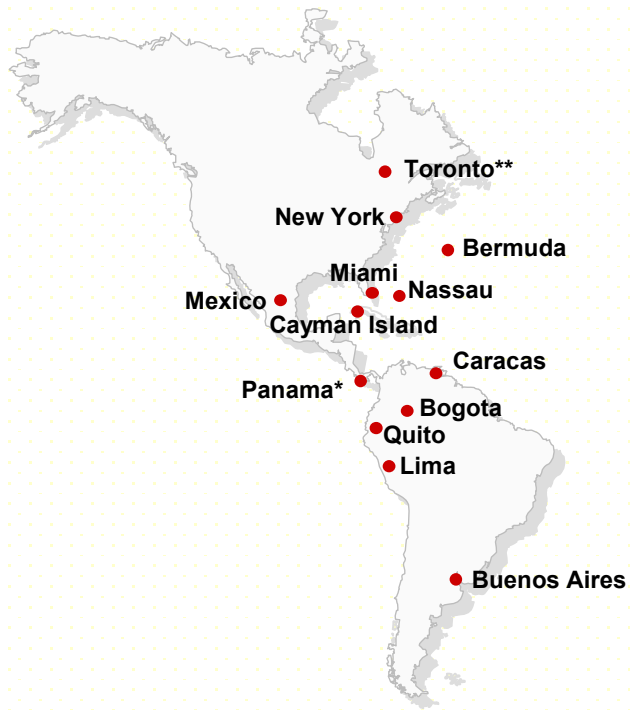 Toronto**
New York
Bermuda
Miami
Nassau
Mexico
Cayman Island
Caracas
Panama*
Bogota
Quito
Lima
Buenos Aires